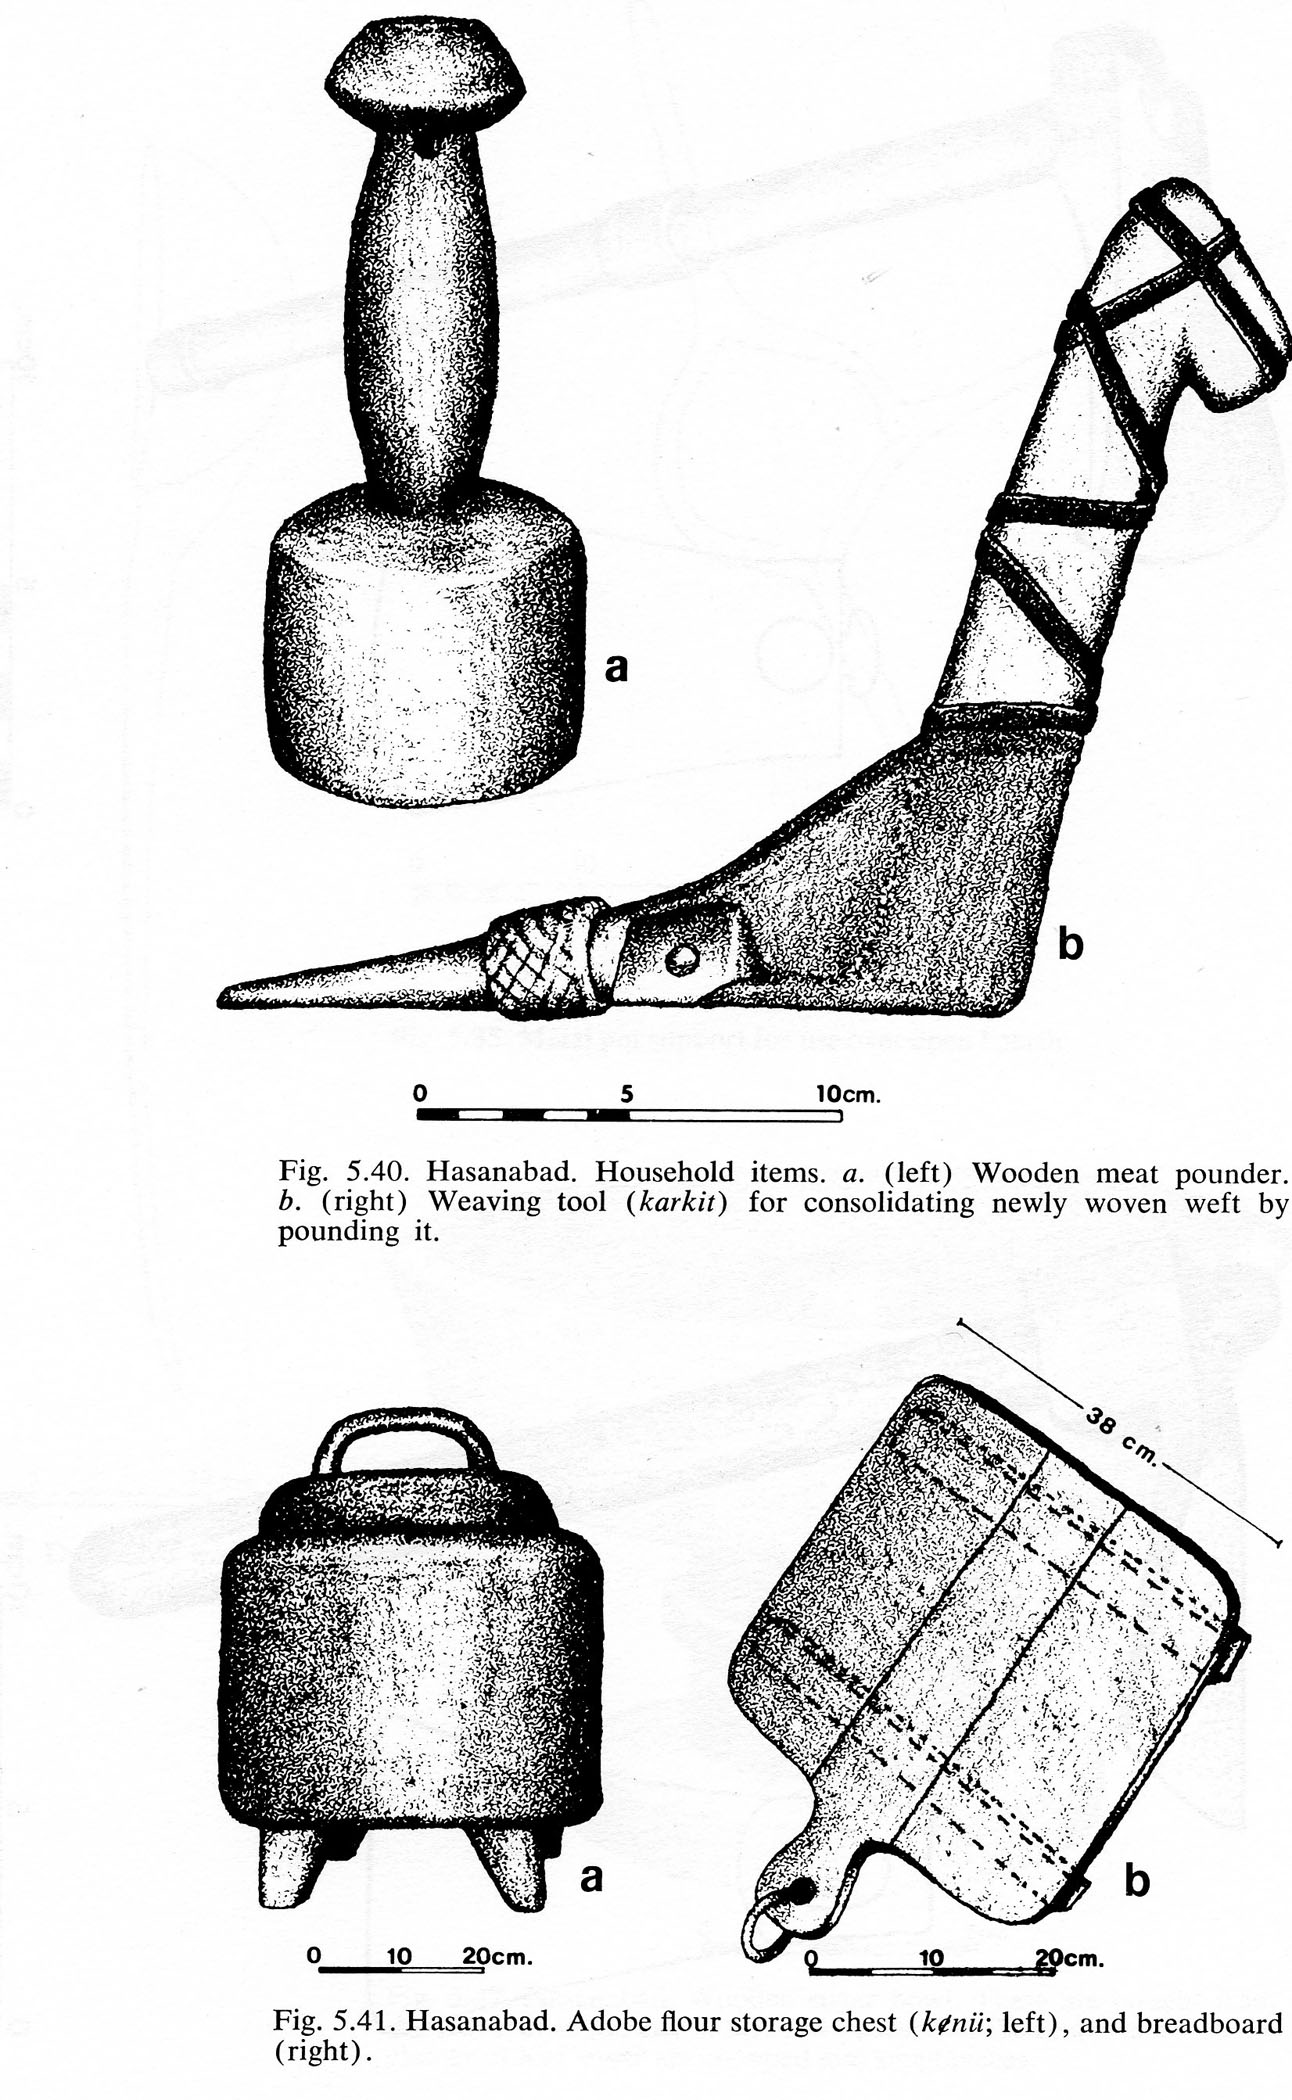 a
b
0 5 10cm.
Fig. 5.40. Hasanabad. Household items. a. (left) Wooden meat pounder.
b. (right) Weaving tool (karkit) for consolidating newly woven weft by
pounding it.
38 cm.
a
b
0 10 20cm.
0 10 20cm.
Fig. 5.41. Hasanabad. Adobe flour storage chest (kɇnü; left), and breadboard
(right).